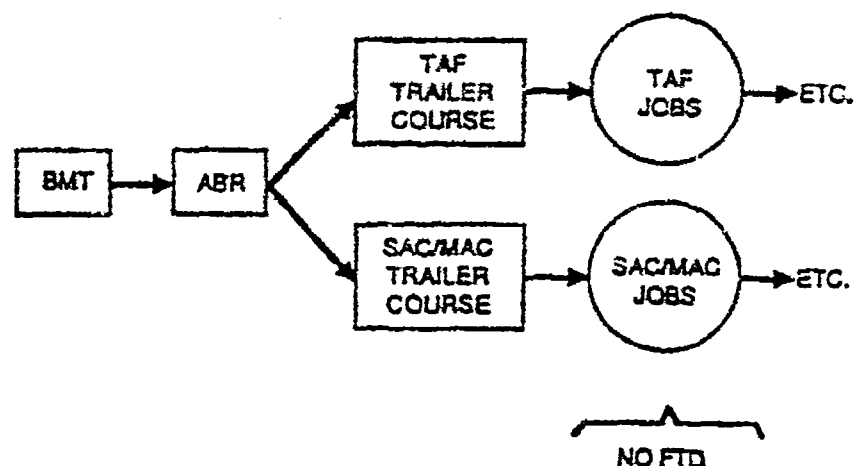 TAF
TRAILER
COURSE
TAF
JOBS
ETC.
BMT
ABR
SAC/MAC
TRAILER
COURSE
SAC/MAC
JOBS
ETC.
NO FTD